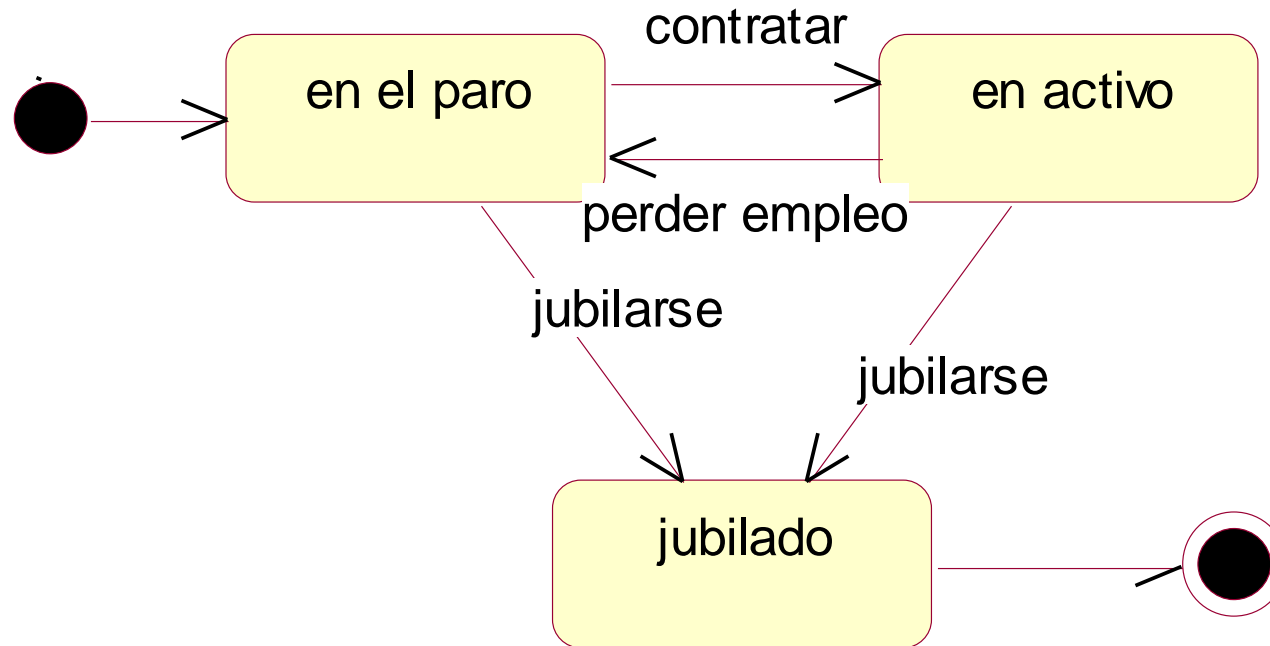 contratar
en el paro
en activo
perder empleo
jubilarse
jubilarse
jubilado